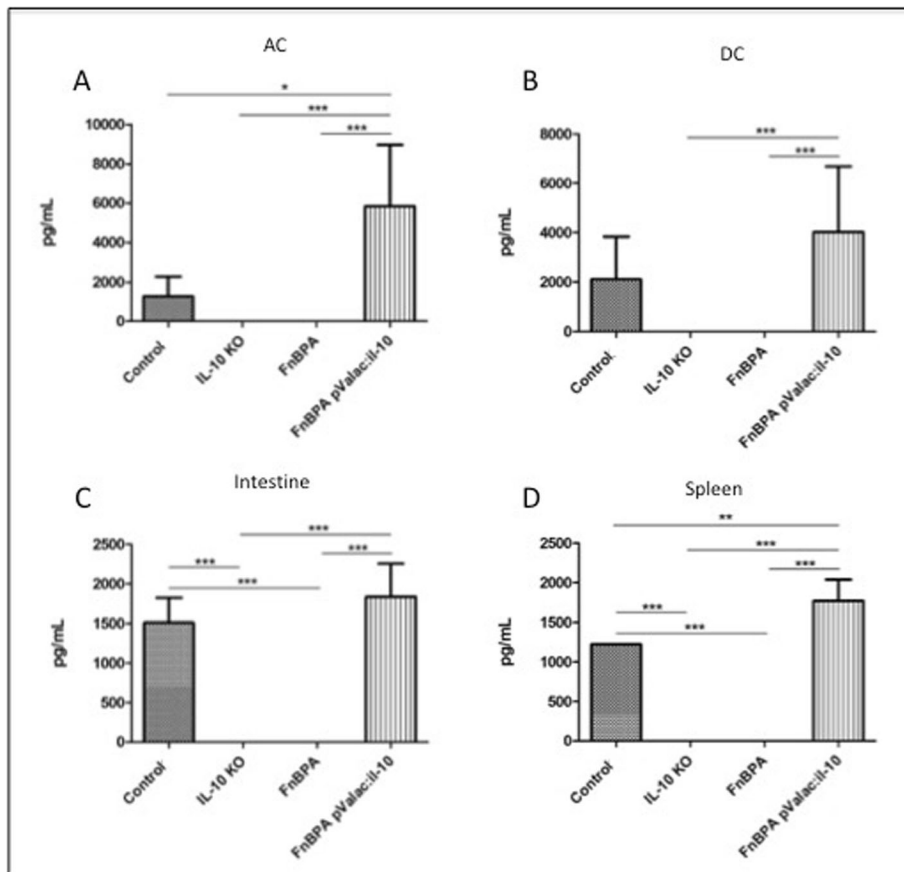 AC
A
*
***
***
10000
8000
6000
4000
2000
0
pg/mL
Control
IL-10 KO
FnBPA
FnBPA pValac:il-10
DC
B
***
***
8000
6000
4000
2000
0
pg/mL
Control.
IL-10 KO
FnBPA
FnBPA pValac:il-10
Intestine
C
***
***
***
***
2500
2000
1500
1000
500
0
pg/mL
Control
IL-10 KO
FnBPA
FnBPA pValac:il-10
Spleen
D
**
***
***
***
***
2500
2000
1500
1000
500
0
pg/mL
Control
IL-10 KO
FnBPA
FnBPA pValac:il-10